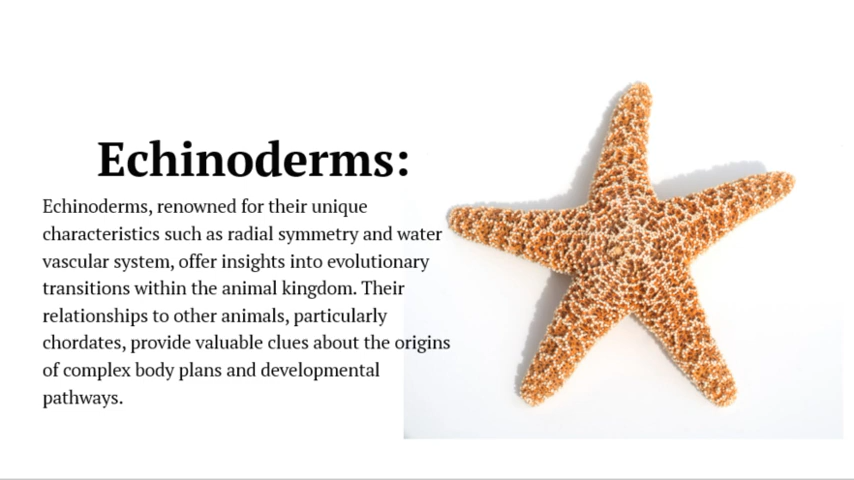 Echinoderms:
Echinoderms, renowned for their unique
characteristics such as radial symmetry and water
vascular system, offer insights into evolutionary
transitions within the animal kingdom. Their
relationships to other animals, particularly
chordates, provide valuable clues about the origins
of complex body plans and developmental
pathways.